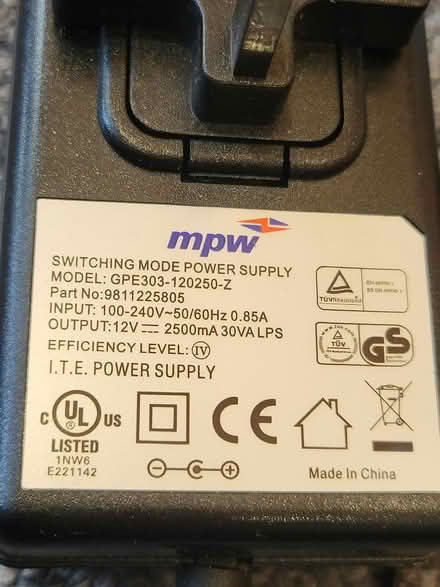 mpw
SWITCHING MODE POWER SUPPLY
MODEL: GPE303-120250-Z
Part No:9811225805
INPUT: 100-240V~50/60Hz 0.85A
OUTPUT:12V ⎓ 2500mA 30VA LPS
EFFICIENCY LEVEL: IV
I.T.E. POWER SUPPLY
TÜVRheinland
TÜV
GS
c UL US
LISTED
1NW6
E221142
CE
Made In China